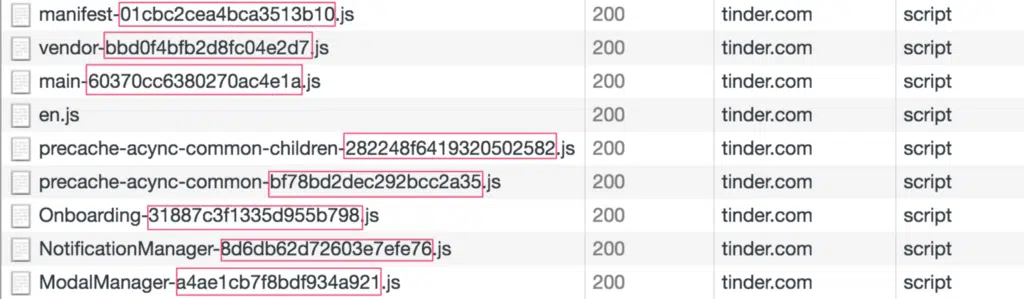 manifest-01cbc2cea4bca3513b10.js 200 tinder.com script
vendor-bbd0f4bfb2d8fc04e2d7.js 200 tinder.com script
main-60370cc6380270ac4e1a.js 200 tinder.com script
en.js 200 tinder.com script
precache-acync-common-children-282248f6419320502582.js 200 tinder.com script
precache-acync-common-bf78bd2dec292bcc2a35.js 200 tinder.com script
Onboarding-31887c3f1335d955b798.js 200 tinder.com script
NotificationManager-8d6db62d72603e7efe76.js 200 tinder.com script
ModalManager-a4ae1cb7f8bdf934a921.js 200 tinder.com script